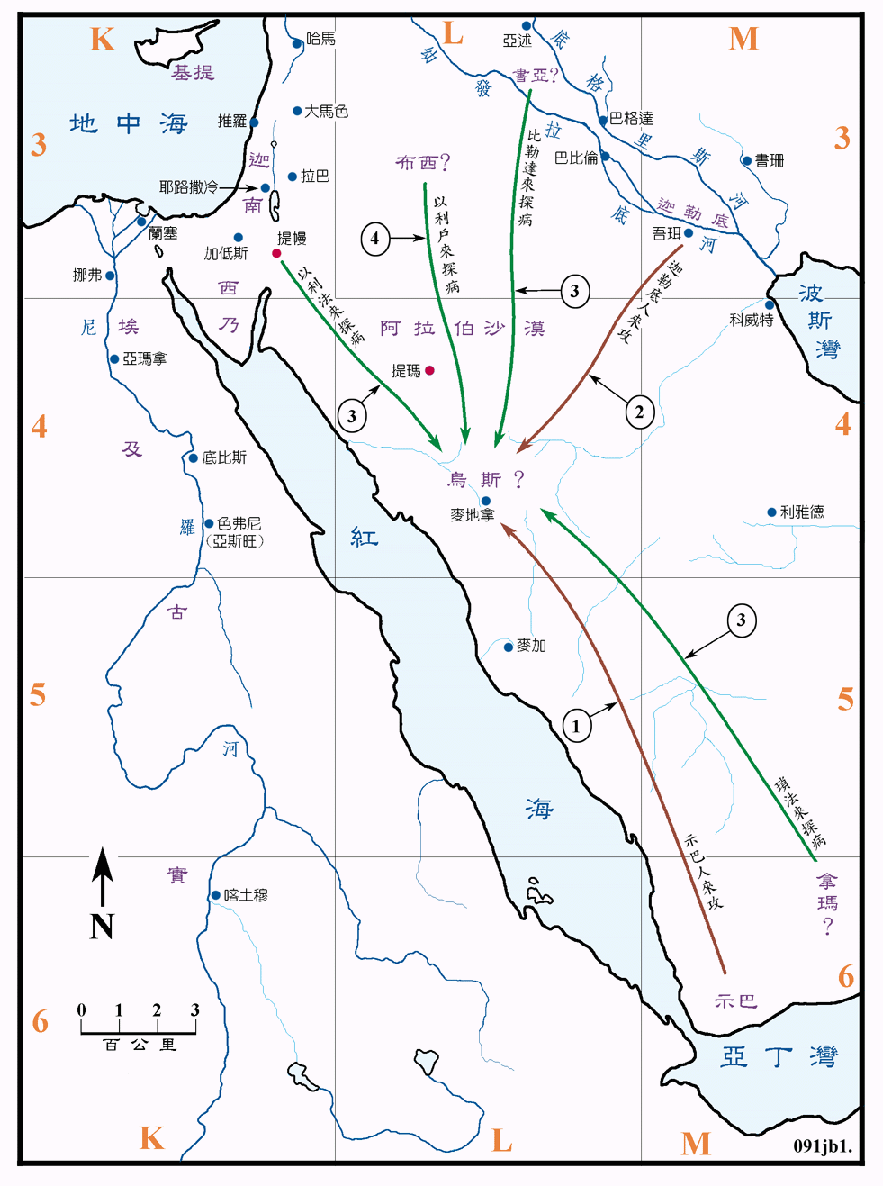 K
L
M
哈馬
亞述
底格里斯河
基提
幼發拉底河
書亞?
地中海
推羅
大馬色
巴格達
3
3
迦南
布西?
比勒達來探病
巴比倫
書珊
耶路撒冷
拉巴
以利戶來探病
迦勒底
蘭塞
加低斯
提幔
4
吾珥
挪弗
西乃
以利法來探病
3
迦勒底人來攻
波斯灣
科威特
尼羅河
埃及
阿拉伯沙漠
亞瑪拿
提瑪
3
2
4
4
底比斯
烏斯?
麥地拿
利雅德
色弗尼
(亞斯旺)
紅海
古實
麥加
3
5
5
1
瑣法來探病
示巴人來攻
拿瑪?
喀土穆
N
6
6
示巴
0 1 2 3
百公里
亞丁灣
K
L
M
091jb1.